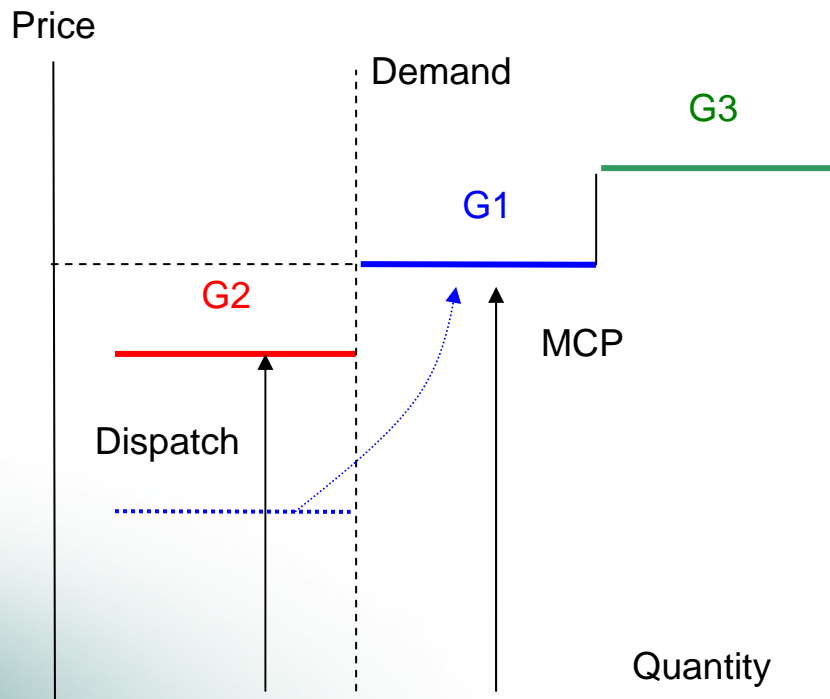 Price
Demand
G3
G1
G2
MCP
Dispatch
Quantity